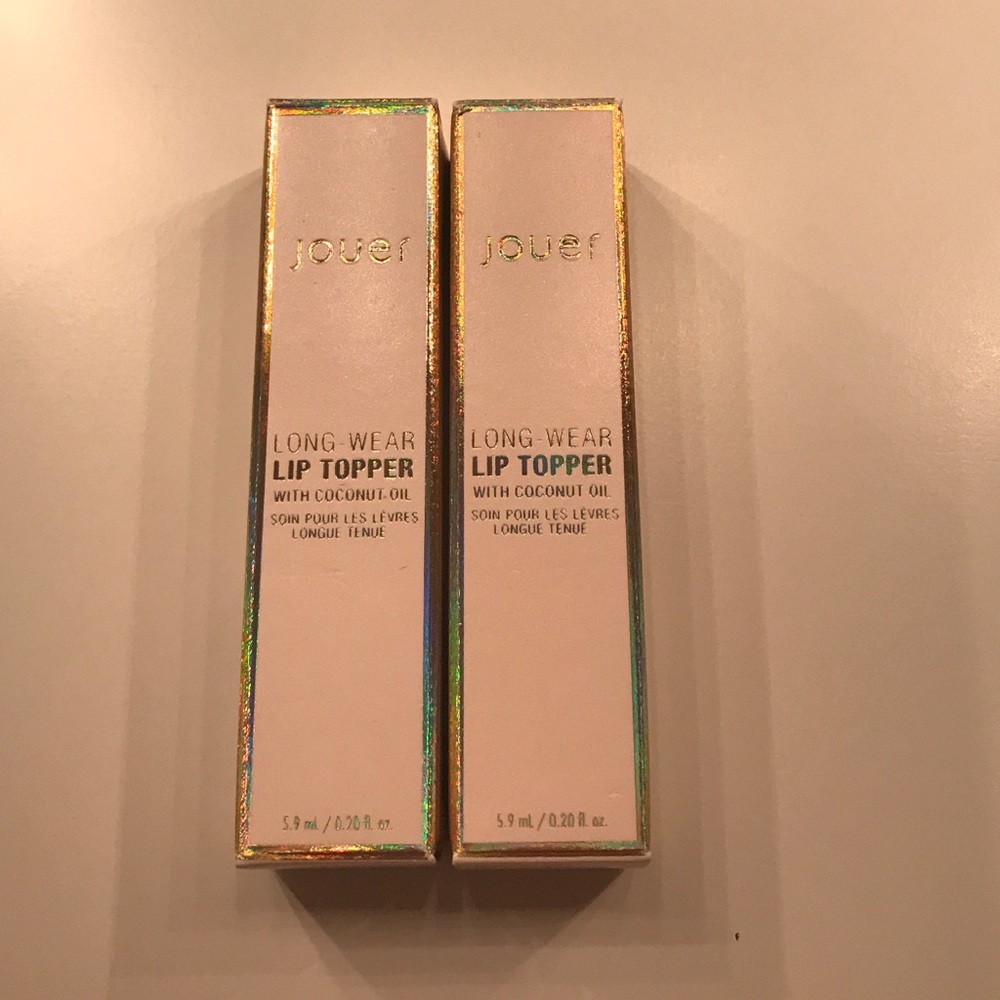 jouer
LONG-WEAR
LIP TOPPER
WITH COCONUT OIL
SOIN POUR LES LÈVRES
LONGUE TENUE
5.9 mL / 0.20 fl. oz.
jouer
LONG-WEAR
LIP TOPPER
WITH COCONUT OIL
SOIN POUR LES LÈVRES
LONGUE TENUE
5.9 mL / 0.20 fl. oz.